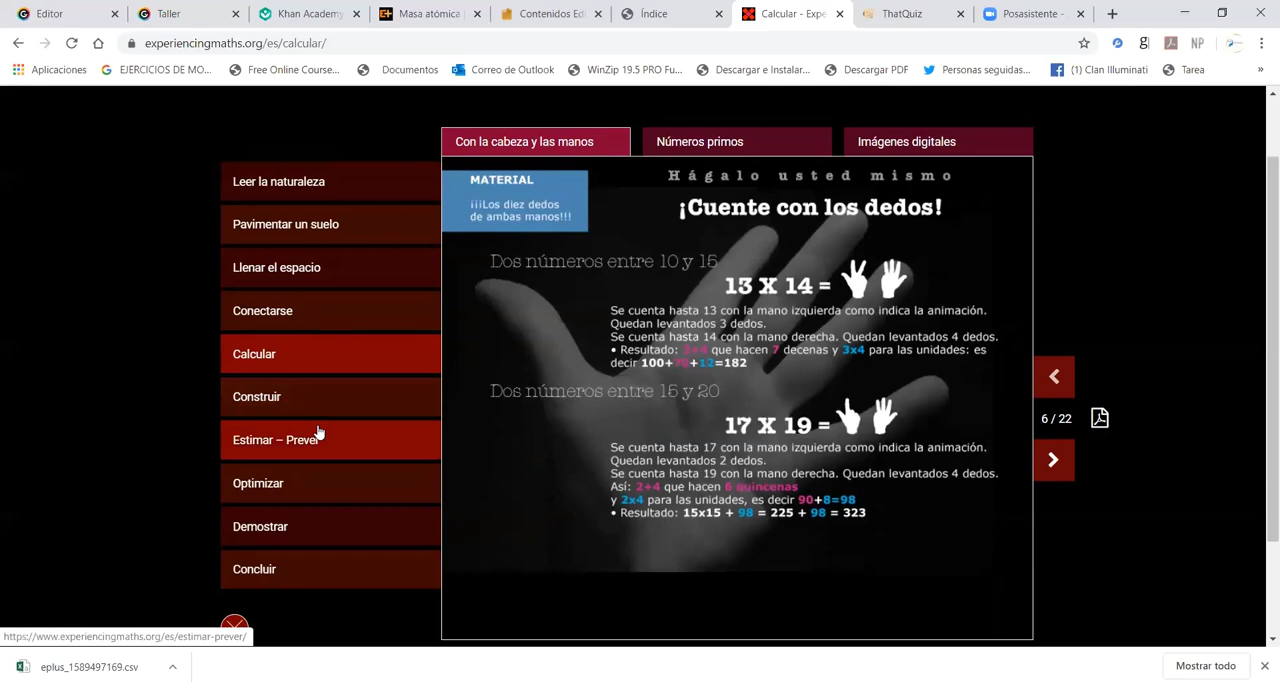 Editor
Taller
Khan Academy
Masa atómica
Contenidos Edi
Índice
Calcular - Expe
ThatQuiz
Posasistente -
experiencingmaths.org/es/calcular/
Aplicaciones
EJERCICIOS DE MO...
Free Online Course...
Documentos
Correo de Outlook
WinZip 19.5 PRO Fu...
Descargar e Instalar...
Descargar PDF
Personas seguidas...
(1) Clan Illuminati
Tarea
»
Con la cabeza y las manos
Números primos
Imágenes digitales
Leer la naturaleza
Pavimentar un suelo
Llenar el espacio
Conectarse
Calcular
Construir
Estimar – Prever
Optimizar
Demostrar
Concluir
MATERIAL
¡¡¡Los diez dedos
de ambas manos!!!
Hágalo usted mismo
¡Cuente con los dedos!
Dos números entre 10 y 15
13 X 14 =
Se cuenta hasta 13 con la mano izquierda como indica la animación.
Quedan levantados 3 dedos.
Se cuenta hasta 14 con la mano derecha. Quedan levantados 4 dedos.
• Resultado: 3+4 que hacen 7 decenas y 3x4 para las unidades: es
decir 100+70+12=182
Dos números entre 15 y 20
17 X 19 =
Se cuenta hasta 17 con la mano izquierda como indica la animación.
Quedan levantados 2 dedos.
Se cuenta hasta 19 con la mano derecha. Quedan levantados 4 dedos.
Así: 2+4 que hacen 6 quincenas
y 2x4 para las unidades, es decir 90+8=98
• Resultado: 15x15 + 98 = 225 + 98 = 323
6 / 22
https://www.experiencingmaths.org/es/estimar-prever/
eplus_1589497169.csv
Mostrar todo